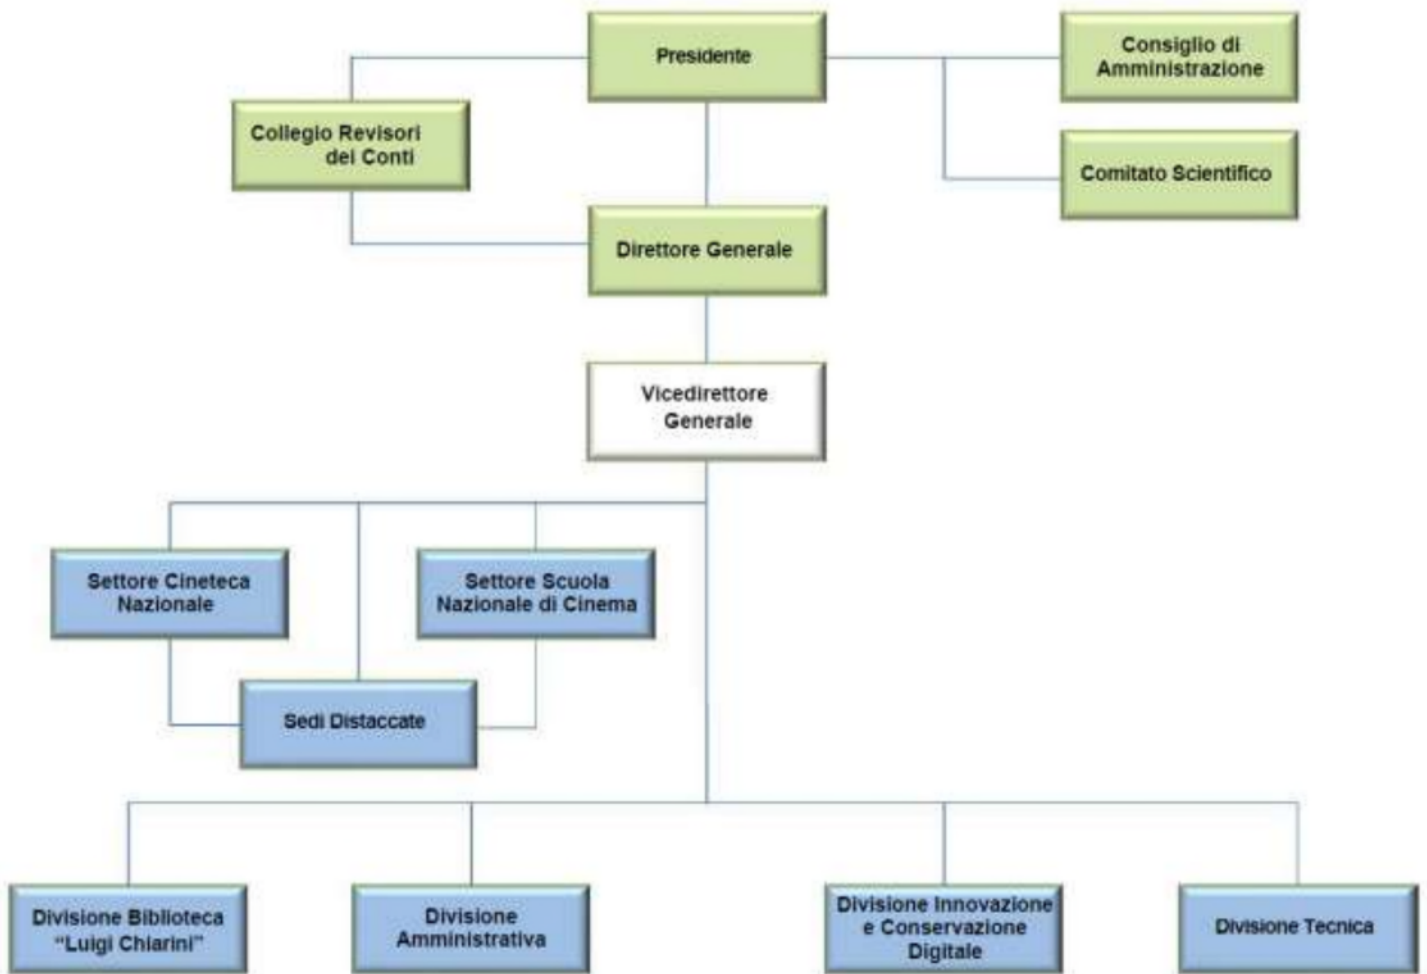 Presidente
Consiglio di
Amministrazione
Collegio Revisori
dei Conti
Comitato Scientifico
Direttore Generale
Vicedirettore
Generale
Settore Cineteca
Nazionale
Settore Scuola
Nazionale di Cinema
Sedi Distaccate
Divisione Biblioteca
“Luigi Chiarini”
Divisione
Amministrativa
Divisione Innovazione
e Conservazione
Digitale
Divisione Tecnica